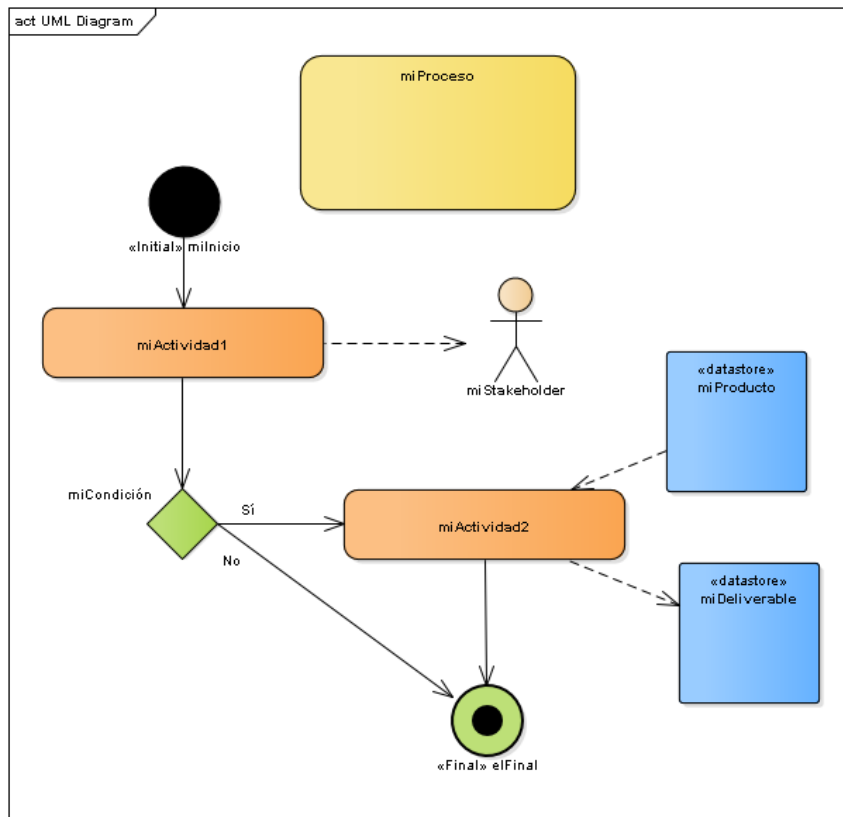 act UML Diagram
miProceso
«Initial» miInicio
miActividad1
miStakeholder
«datastore»
miProducto
miCondición
Sí
No
miActividad2
«datastore»
miDeliverable
«Final» elFinal